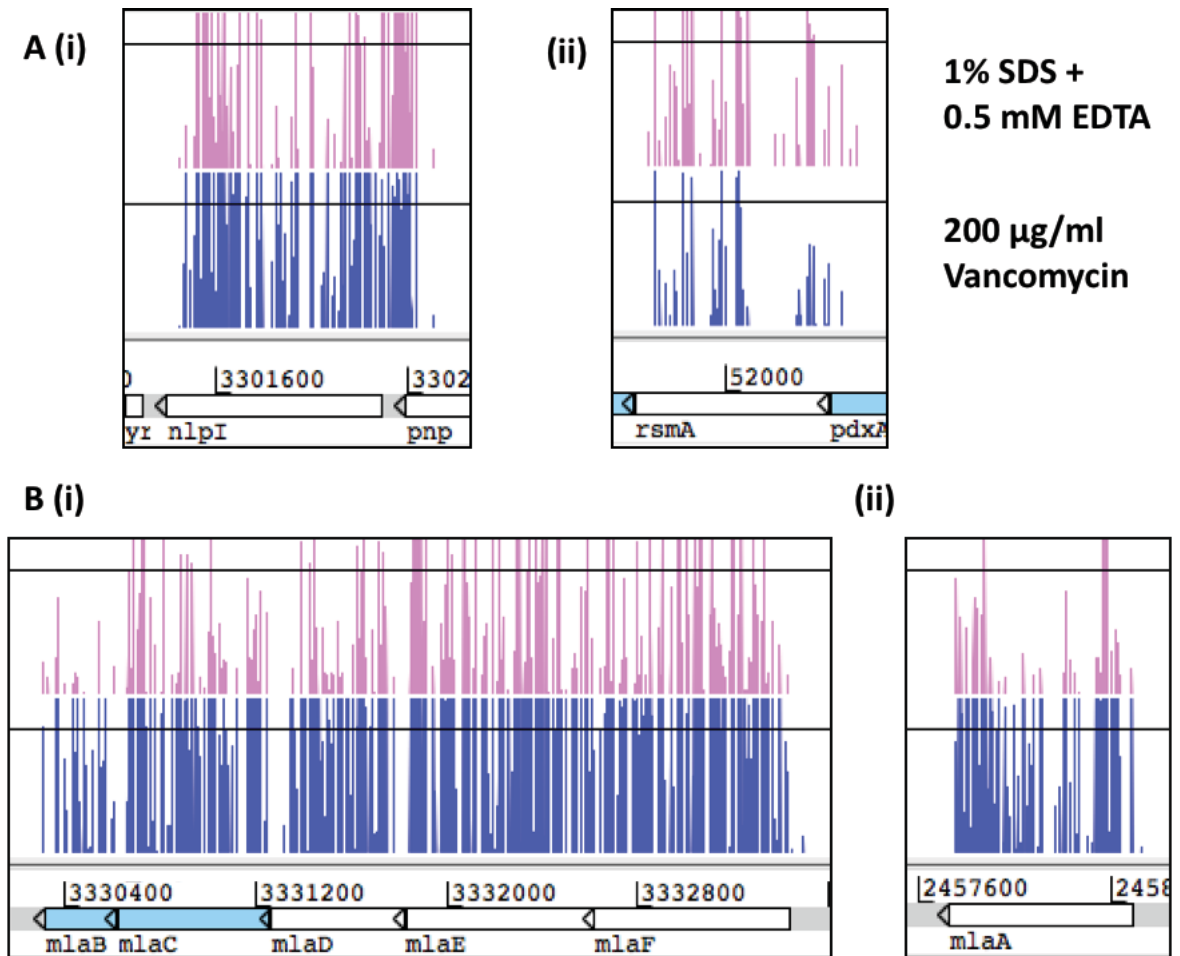 A (i)
(ii)
1% SDS +
0.5 mM EDTA
200 µg/ml
Vancomycin
3301600
3302
yr nlpI pnp
52000
rsmA pdxA
B (i)
(ii)
3330400 3331200 3332000 3332800
mlaB mlaC mlaD mlaE mlaF
2457600 2458
mlaA